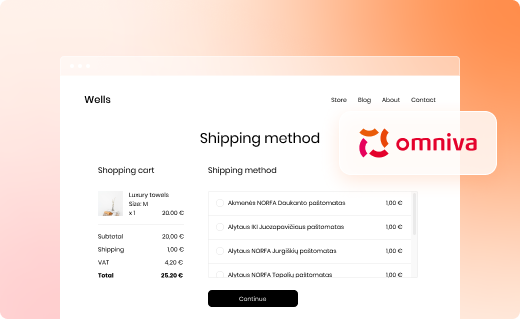 Wells
Store Blog About Contact
omniva
Shipping method
Shopping cart
Shipping method
Luxury towels
Size: M
x 1 20.00 €
Subtotal 20,00 €
Shipping 1,00 €
VAT 4,20 €
Total 25.20 €
Akmenės NORFA Daukanto paštomatas 1,00 €
Alytaus IKI Juozapavičiaus paštomatas 1,00 €
Alytaus NORFA Jurgiškių paštomatas 1,00 €
Alytaus NORFA Topolių paštomatas 1,00 €
Continue